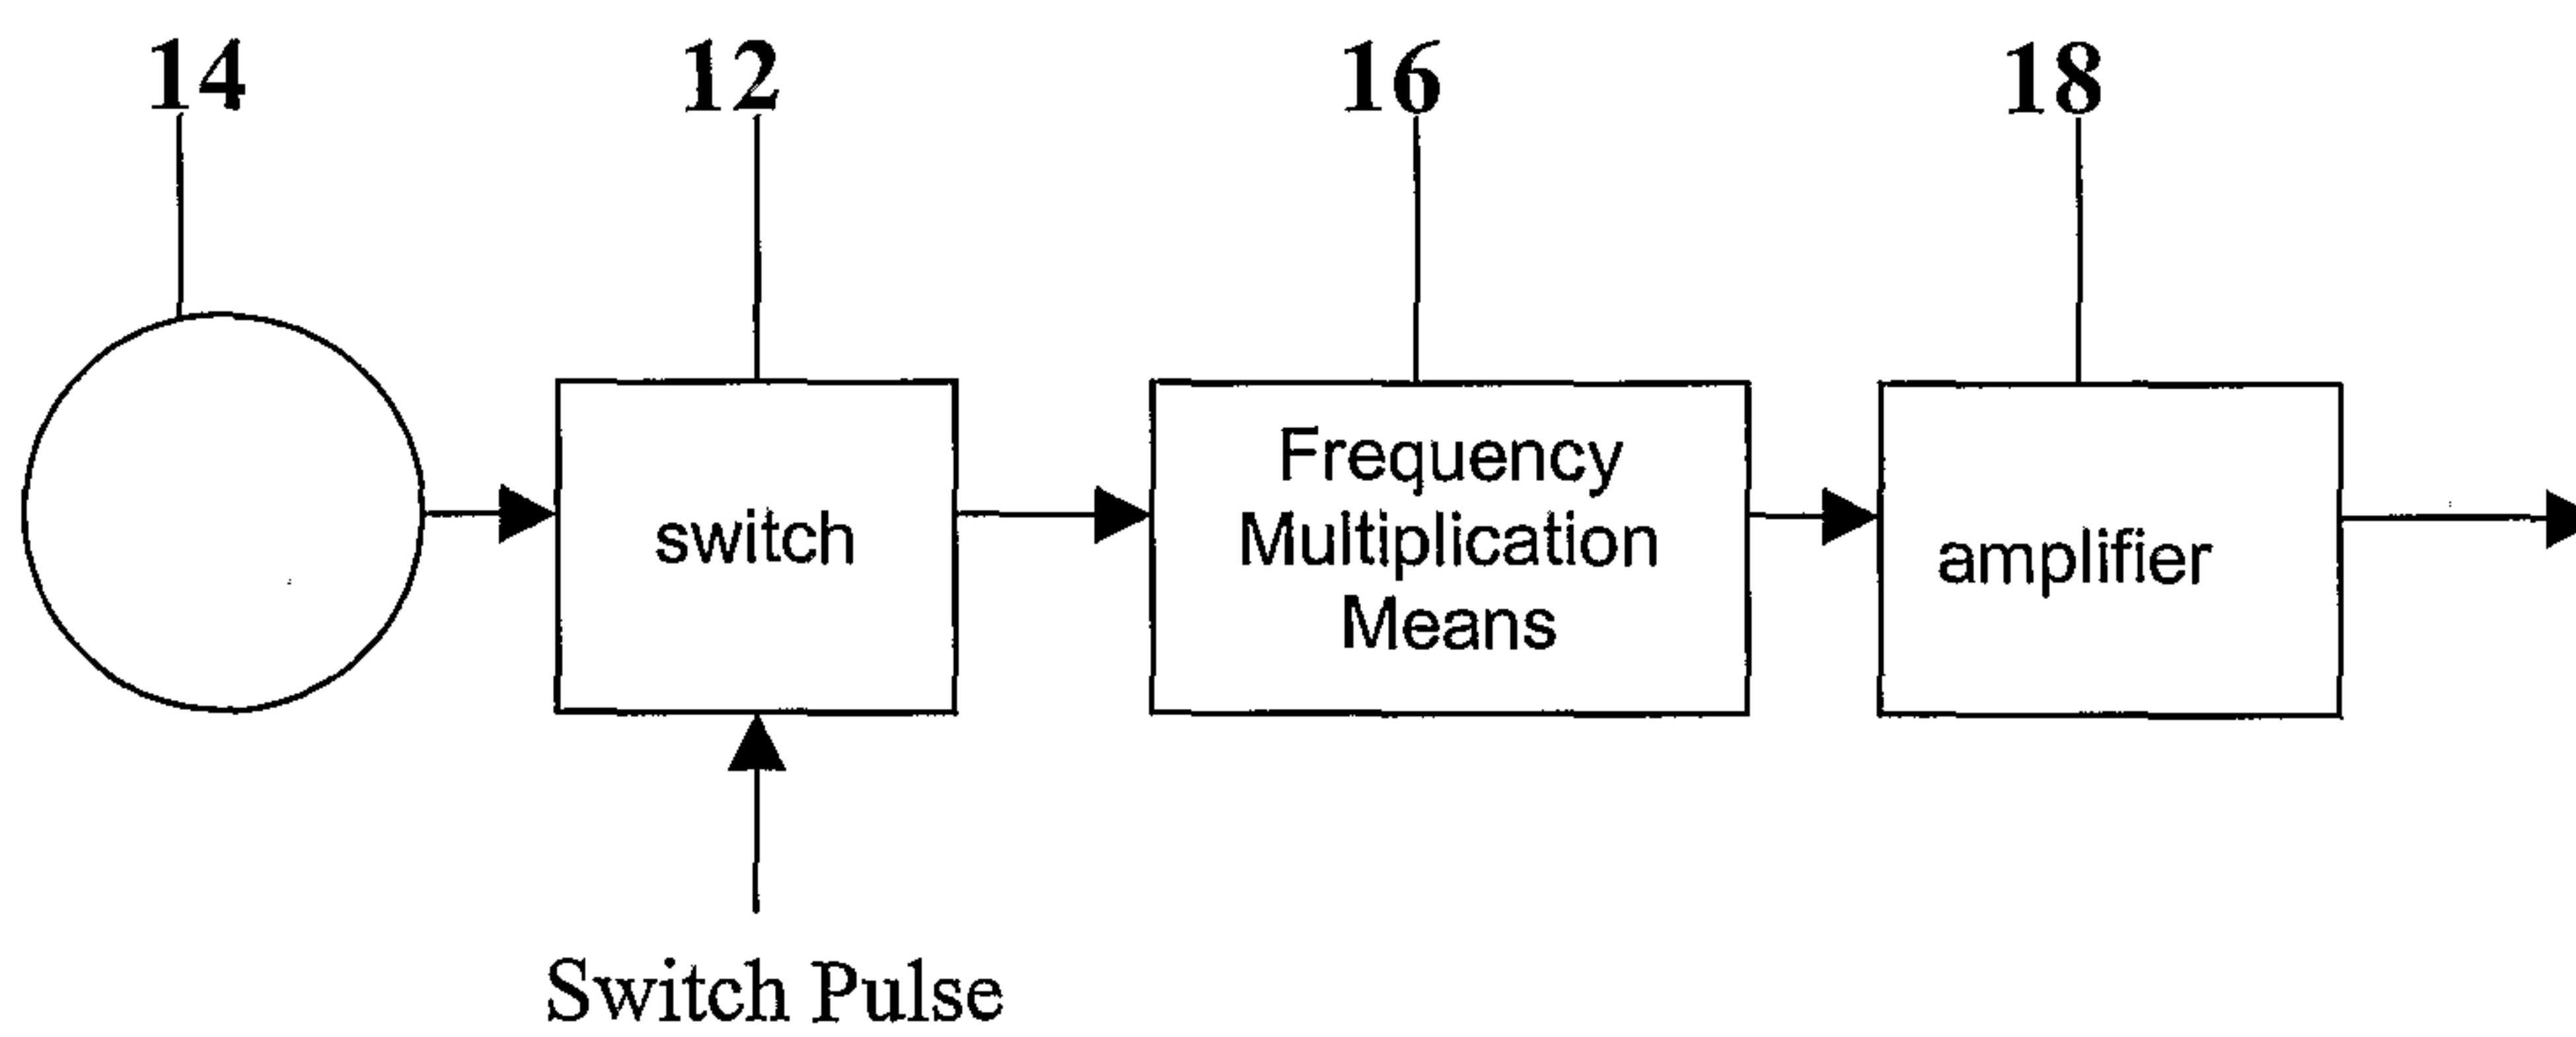 14
12
16
18
switch
Frequency
Multiplication
Means
amplifier
Switch Pulse